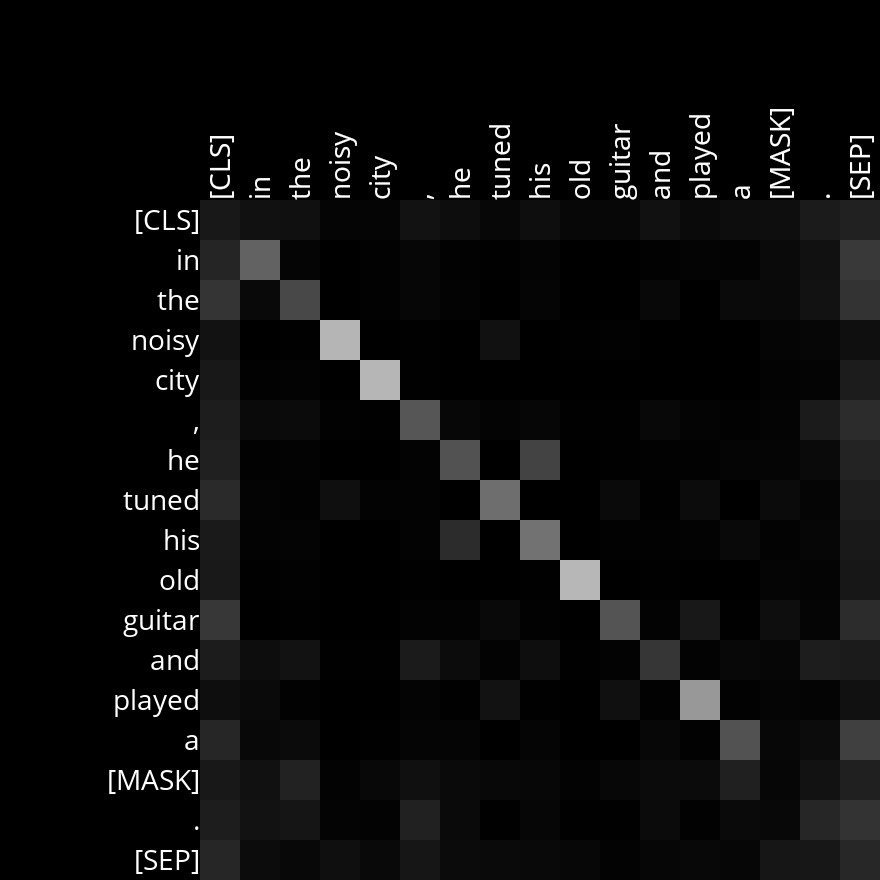 [CLS] in the noisy city , he tuned his old guitar and played a [MASK] . [SEP]
[CLS]
in
the
noisy
city
,
he
tuned
his
old
guitar
and
played
a
[MASK]
.
[SEP]